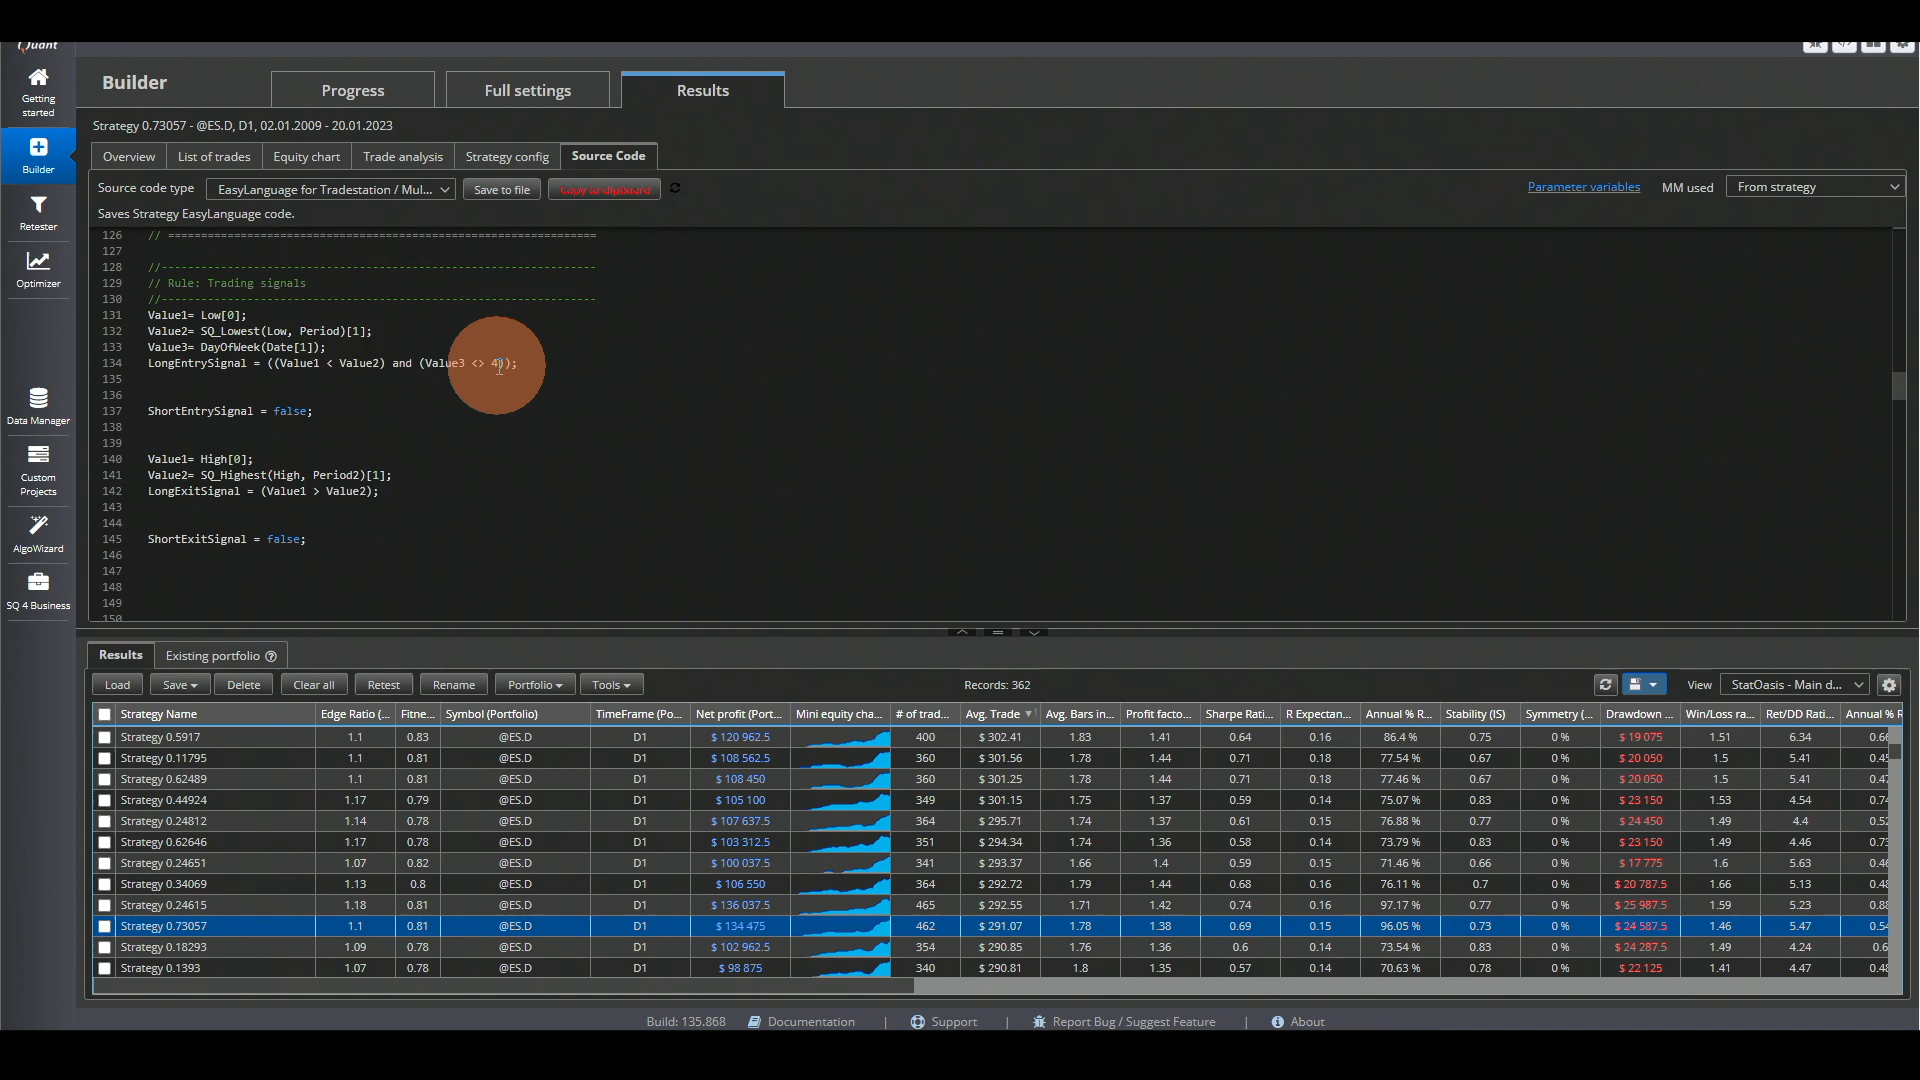 Quant
Getting started
Builder
Retester
Optimizer
Data Manager
Custom Projects
AlgoWizard
SQ 4 Business
Builder
Progress
Full settings
Results
Strategy 0.73057 - @ES.D, D1, 02.01.2009 - 20.01.2023
Overview
List of trades
Equity chart
Trade analysis
Strategy config
Source Code
Source code type
EasyLanguage for Tradestation / Mul...
Save to file
Copy to clipboard
Parameter variables
MM used
From strategy
Saves Strategy EasyLanguage code.
126 // =================================================================
127
128 //------------------------------------------------------------------
129 // Rule: Trading signals
130 //------------------------------------------------------------------
131 Value1= Low[0];
132 Value2= SQ_Lowest(Low, Period)[1];
133 Value3= DayOfWeek(Date[1]);
134 LongEntrySignal = ((Value1 < Value2) and (Value3 <> 4));
135
136
137 ShortEntrySignal = false;
138
139
140 Value1= High[0];
141 Value2= SQ_Highest(High, Period2)[1];
142 LongExitSignal = (Value1 > Value2);
143
144
145 ShortExitSignal = false;
146
147
148
149
150
Results
Existing portfolio
Load
Save
Delete
Clear all
Retest
Rename
Portfolio
Tools
Records: 362
View
StatOasis - Main d...
Strategy Name Edge Ratio (... Fitne... Symbol (Portfolio) TimeFrame (Po... Net profit (Port... Mini equity cha... # of trad... Avg. Trade Avg. Bars in... Profit facto... Sharpe Rati... R Expectan... Annual % R... Stability (IS) Symmetry (... Drawdown ... Win/Loss ra... Ret/DD Rati... Annual % R
Strategy 0.5917 1.1 0.83 @ES.D D1 $ 120 962.5 400 $ 302.41 1.83 1.41 0.64 0.16 86.4 % 0.75 0 % $ 19 075 1.51 6.34 0.66
Strategy 0.11795 1.1 0.81 @ES.D D1 $ 108 562.5 360 $ 301.56 1.78 1.44 0.71 0.18 77.54 % 0.67 0 % $ 20 050 1.5 5.41 0.45
Strategy 0.62489 1.1 0.81 @ES.D D1 $ 108 450 360 $ 301.25 1.78 1.44 0.71 0.18 77.46 % 0.67 0 % $ 20 050 1.5 5.41 0.47
Strategy 0.44924 1.17 0.79 @ES.D D1 $ 105 100 349 $ 301.15 1.75 1.37 0.59 0.14 75.07 % 0.83 0 % $ 23 150 1.53 4.54 0.74
Strategy 0.24812 1.14 0.78 @ES.D D1 $ 107 637.5 364 $ 295.71 1.74 1.37 0.61 0.15 76.88 % 0.77 0 % $ 24 450 1.49 4.4 0.52
Strategy 0.62646 1.17 0.78 @ES.D D1 $ 103 312.5 351 $ 294.34 1.74 1.36 0.58 0.14 73.79 % 0.83 0 % $ 23 150 1.49 4.46 0.73
Strategy 0.24651 1.07 0.82 @ES.D D1 $ 100 037.5 341 $ 293.37 1.66 1.4 0.59 0.15 71.46 % 0.66 0 % $ 17 775 1.6 5.63 0.46
Strategy 0.34069 1.13 0.8 @ES.D D1 $ 106 550 364 $ 292.72 1.79 1.44 0.68 0.16 76.11 % 0.7 0 % $ 20 787.5 1.66 5.13 0.48
Strategy 0.24615 1.18 0.81 @ES.D D1 $ 136 037.5 465 $ 292.55 1.71 1.42 0.74 0.16 97.17 % 0.77 0 % $ 25 987.5 1.59 5.23 0.88
Strategy 0.73057 1.1 0.81 @ES.D D1 $ 134 475 462 $ 291.07 1.76 1.38 0.69 0.15 96.05 % 0.73 0 % $ 24 587.5 1.46 5.47 0.54
Strategy 0.18293 1.09 0.78 @ES.D D1 $ 102 962.5 354 $ 290.85 1.76 1.36 0.6 0.14 73.54 % 0.83 0 % $ 24 287.5 1.49 4.24 0.6
Strategy 0.1393 1.07 0.78 @ES.D D1 $ 98 875 340 $ 290.81 1.8 1.35 0.57 0.14 70.63 % 0.78 0 % $ 22 125 1.41 4.47 0.48
Build: 135.868
Documentation
Support
Report Bug / Suggest Feature
About